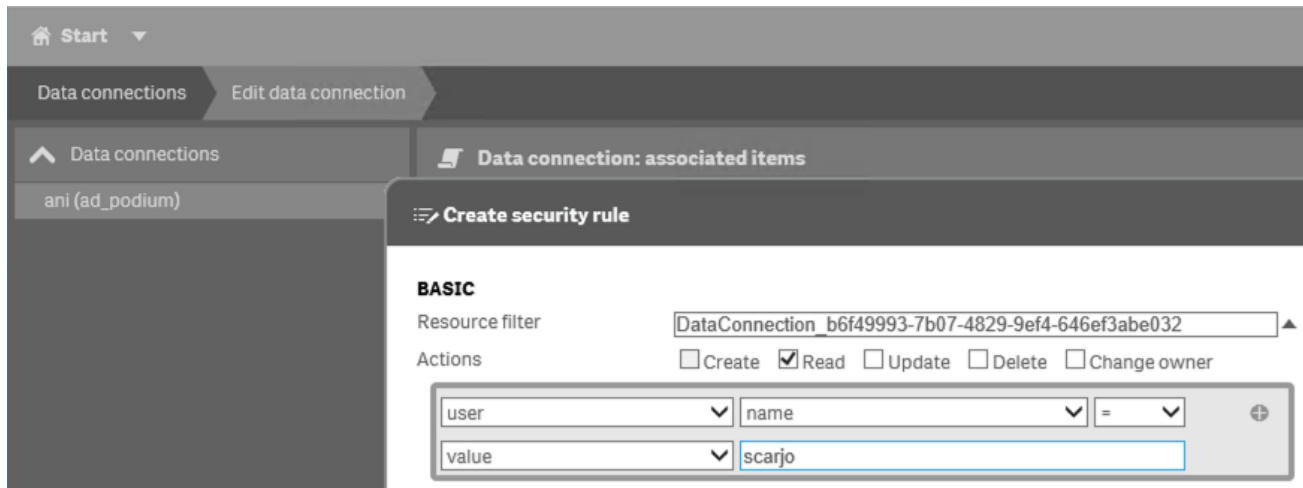 Start
Data connections Edit data connection
Data connections
Data connection: associated items
ani (ad_podium)
Create security rule
BASIC
Resource filter DataConnection_b6f49993-7b07-4829-9ef4-646ef3abe032
Actions Create Read Update Delete Change owner
user name =
value scarjo